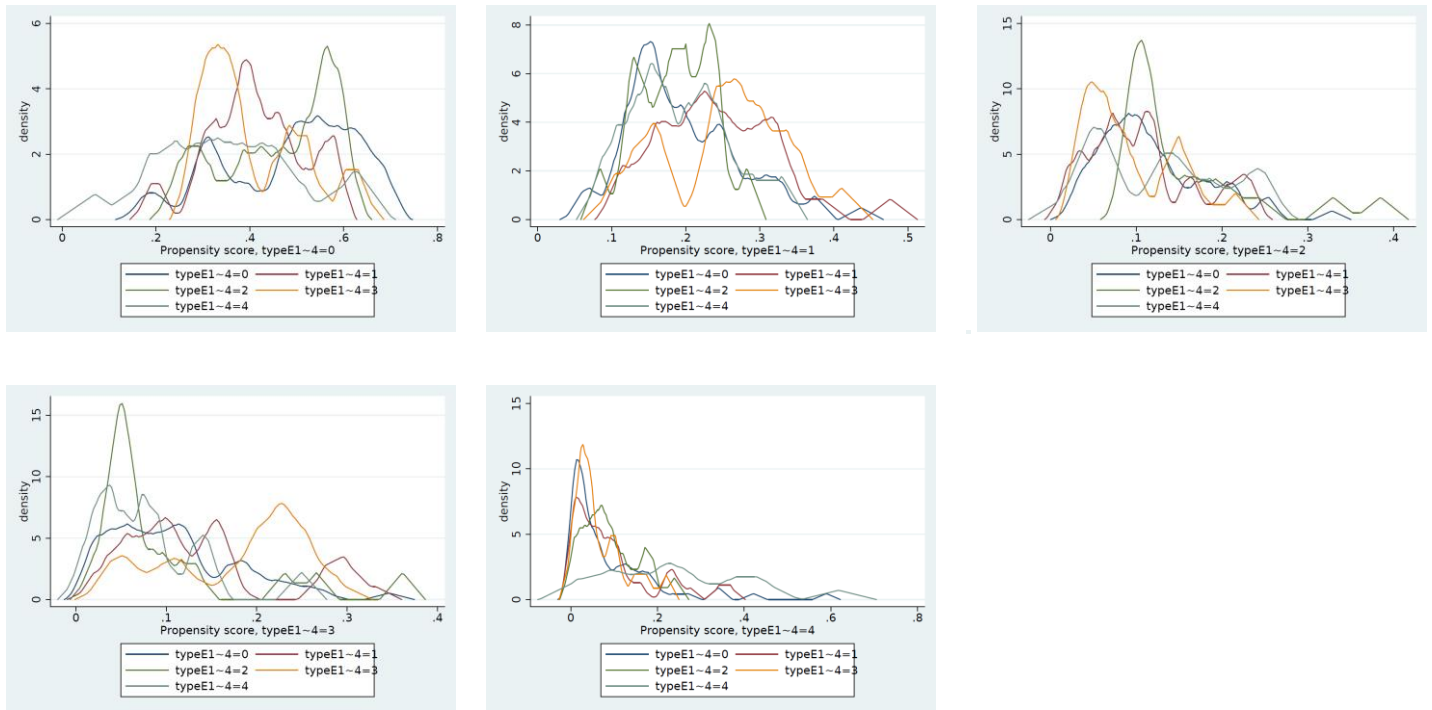 6
4
2
0
density
0 .2 .4 .6 .8
Propensity score, typeE1~4=0
typeE1~4=0 typeE1~4=1
typeE1~4=2 typeE1~4=3
typeE1~4=4
8
6
4
2
0
density
0 .1 .2 .3 .4 .5
Propensity score, typeE1~4=1
typeE1~4=0 typeE1~4=1
typeE1~4=2 typeE1~4=3
typeE1~4=4
15
10
5
0
density
0 .1 .2 .3 .4
Propensity score, typeE1~4=2
typeE1~4=0 typeE1~4=1
typeE1~4=2 typeE1~4=3
typeE1~4=4
15
10
5
0
density
0 .1 .2 .3 .4
Propensity score, typeE1~4=3
typeE1~4=0 typeE1~4=1
typeE1~4=2 typeE1~4=3
typeE1~4=4
15
10
5
0
density
0 .2 .4 .6 .8
Propensity score, typeE1~4=4
typeE1~4=0 typeE1~4=1
typeE1~4=2 typeE1~4=3
typeE1~4=4